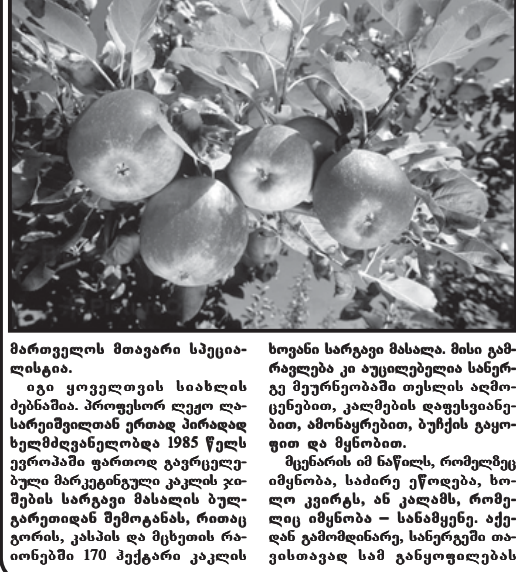 მართველოს მთავარი სპეცია-
ლისტია.
იგი ყოველთვის სიახლის
ძებნაშია. პროფესორ ლეჟო ლა-
სარეიშვილთან ერთად პირადად
ხელმძღვანელობდა 1985 წელს
ევროპაში ფართოდ გავრცელე-
ბული მარკეტინგული კაკლის ჯი-
შების სარგავი მასალის ბულ-
გარეთიდან შემოტანას, რითაც
გორის, კასპის და მცხეთის რა-
იონებში 170 ჰექტარი კაკლის
ხოვანი სარგავი მასალა. მისი გამ-
რავლება კი აუცილებელია სანერ-
გე მეურნეობაში თესლის აღმო-
ცენებით, კალმების დაფესვიანე-
ბით, ამონაყრებით, ბუჩქის გაყო-
ფით და მყნობით.
მცენარის იმ ნაწილს, რომელზეც
იმყნობა, საძირე ეწოდება, ხო-
ლო კვირტს, ან კალამს, რომე-
ლიც იმყნობა – სანამყენე. აქე-
დან გამომდინარე, სანერგეში თა-
ვისთავად სამ განყოფილებას